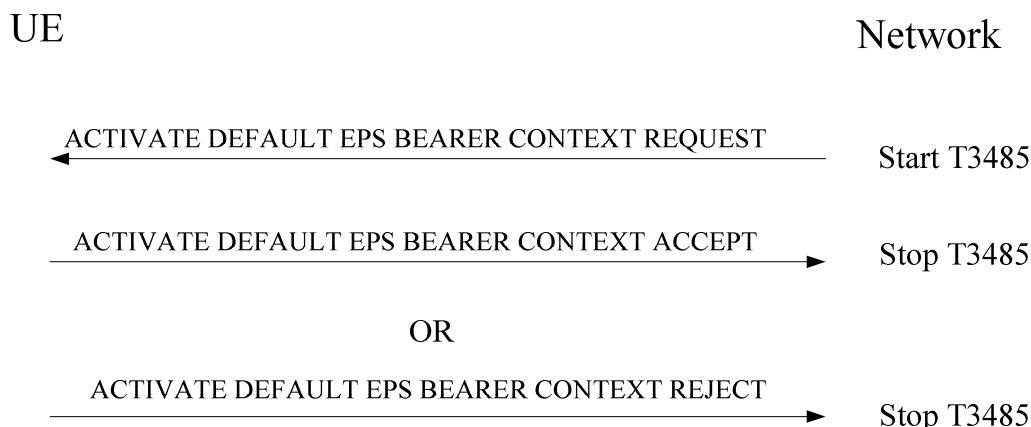 UE
Network
ACTIVATE DEFAULT EPS BEARER CONTEXT REQUEST
Start T3485
ACTIVATE DEFAULT EPS BEARER CONTEXT ACCEPT
Stop T3485
OR
ACTIVATE DEFAULT EPS BEARER CONTEXT REJECT
Stop T3485